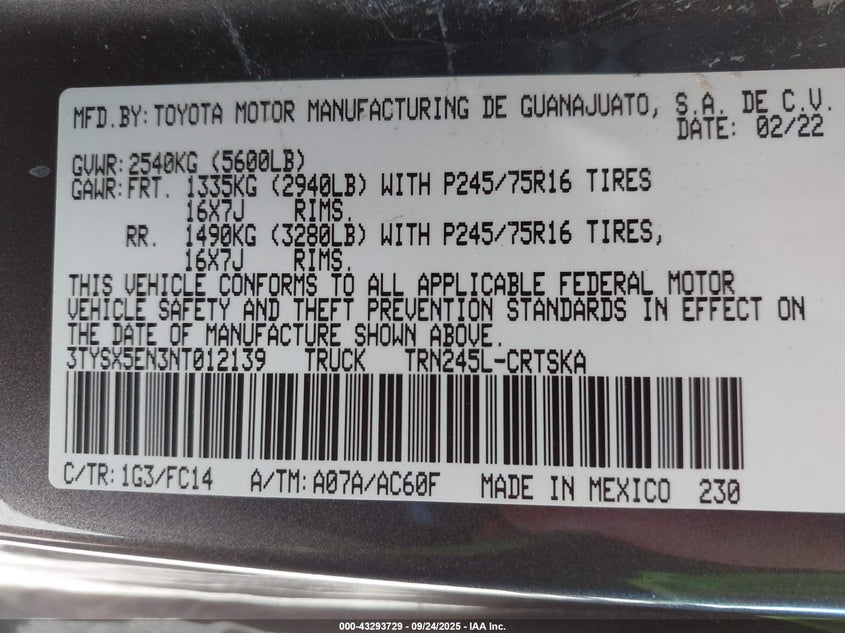 MFD.BY: TOYOTA MOTOR MANUFACTURING DE GUANAJUATO, S.A. DE C.V.
DATE: 02/22
GVWR: 2540KG (5600LB)
GAWR: FRT. 1335KG (2940LB) WITH P245/75R16 TIRES
16X7J RIMS.
RR. 1490KG (3280LB) WITH P245/75R16 TIRES,
16X7J RIMS.
THIS VEHICLE CONFORMS TO ALL APPLICABLE FEDERAL MOTOR
VEHICLE SAFETY AND THEFT PREVENTION STANDARDS IN EFFECT ON
THE DATE OF MANUFACTURE SHOWN ABOVE.
3TYSX5EN3NT012139 TRUCK TRN245L-CRTSKA
C/TR: 1G3/FC14 A/TM: A07A/AC60F MADE IN MEXICO 230
000-43293729 - 09/24/2025 - IAA Inc.